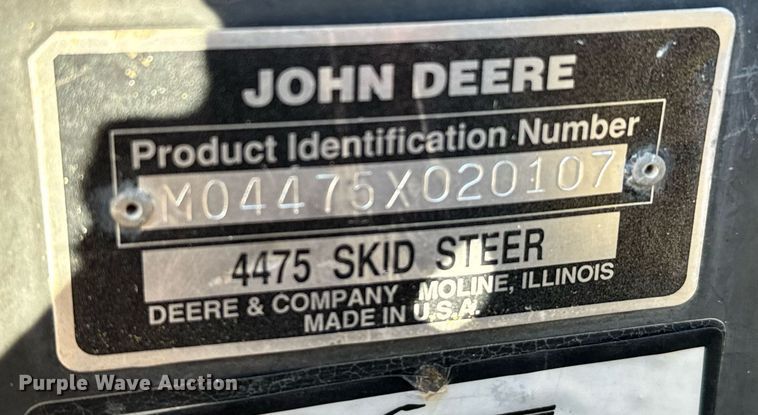 JOHN DEERE
Product Identification Number
M04475X020107
4475 SKID STEER
DEERE & COMPANY MOLINE, ILLINOIS
MADE IN U.S.A.
Purple Wave Auction